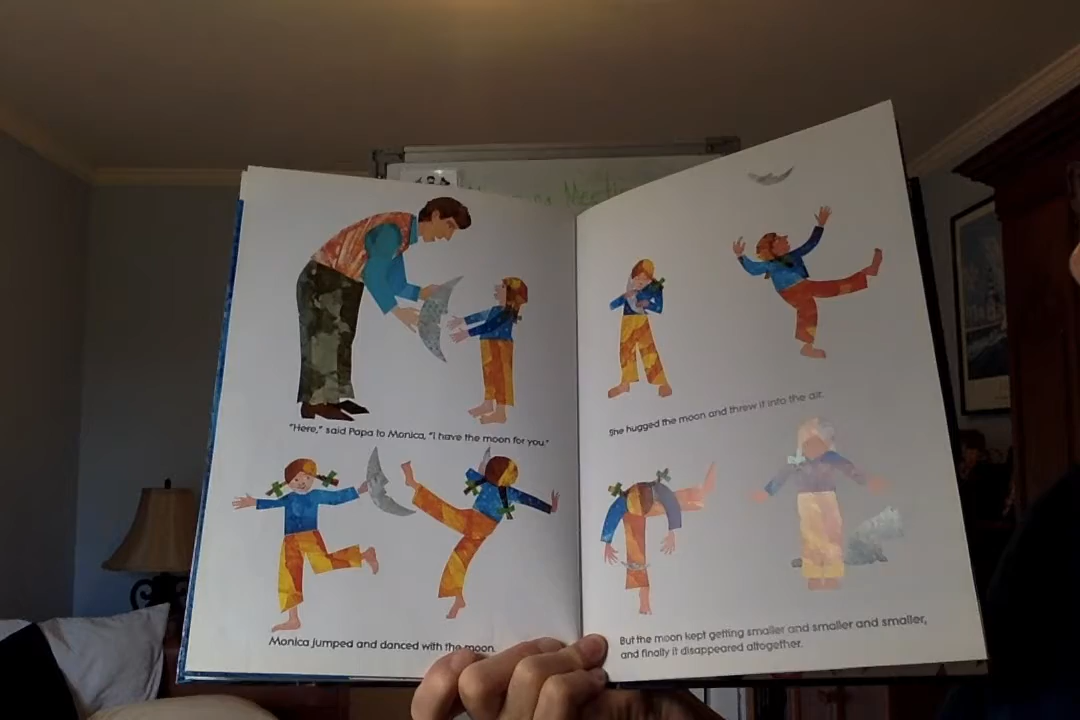 Meeti
"Here," said Papa to Monica, "I have the moon for you."
Monica jumped and danced with the moon.
She hugged the moon and threw it into the air.
But the moon kept getting smaller and smaller and smaller,
and finally it disappeared altogether.